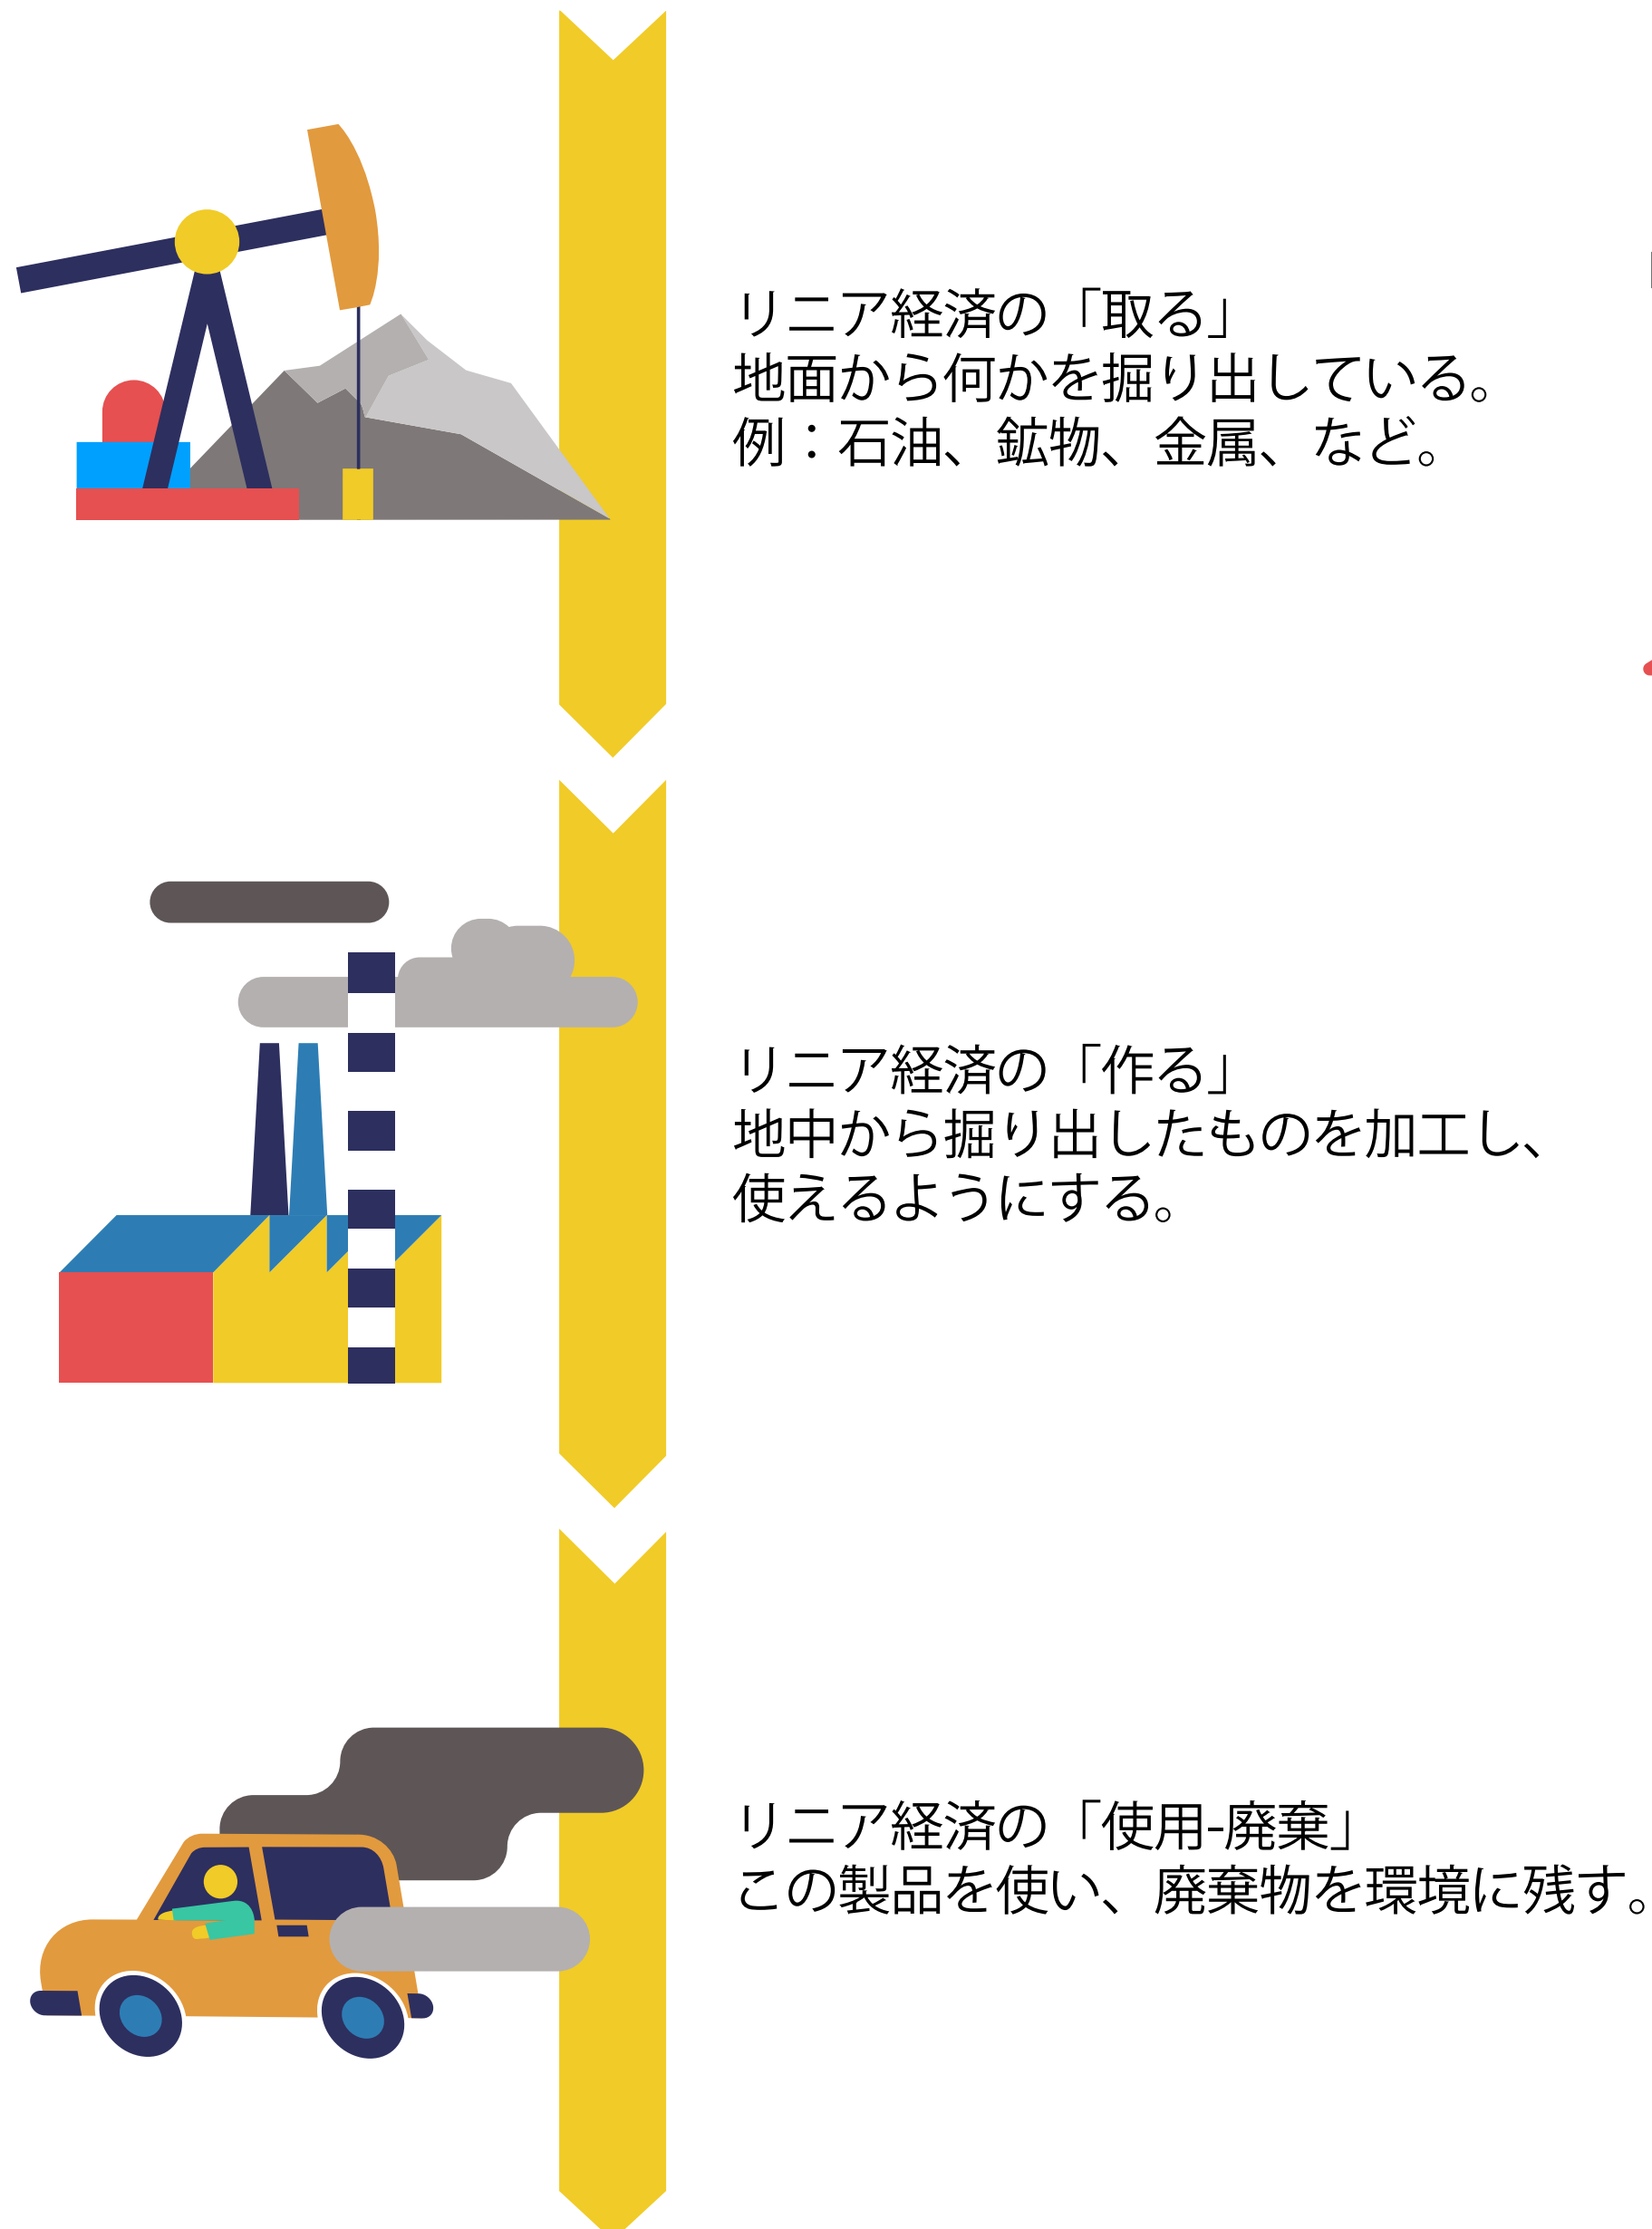 リニア経済の「取る」
地面から何かを掘り出している。
例：石油、鉱物、金属、など。
リニア経済の「作る」
地中から掘り出したものを加工し、
使えるようにする。
リニア経済の「使用-廃棄」
この製品を使い、廃棄物を環境に残す。